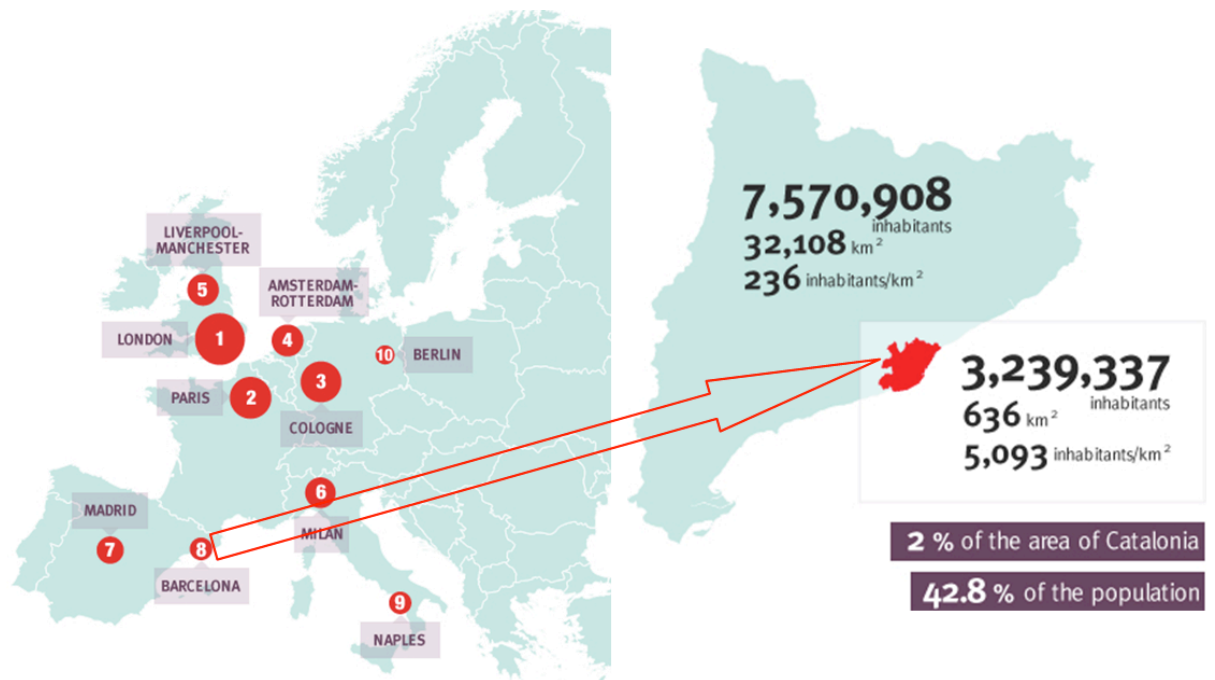 LIVERPOOL-
MANCHESTER
5
AMSTERDAM-
ROTTERDAM
LONDON
1
4
10
BERLIN
PARIS
2
3
COLOGNE
MADRID
7
6
MILAN
8
BARCELONA
9
NAPLES
7,570,908
inhabitants
32,108 km²
236 inhabitants/km²
3,239,337
inhabitants
636 km²
5,093 inhabitants/km²
2 % of the area of Catalonia
42.8 % of the population